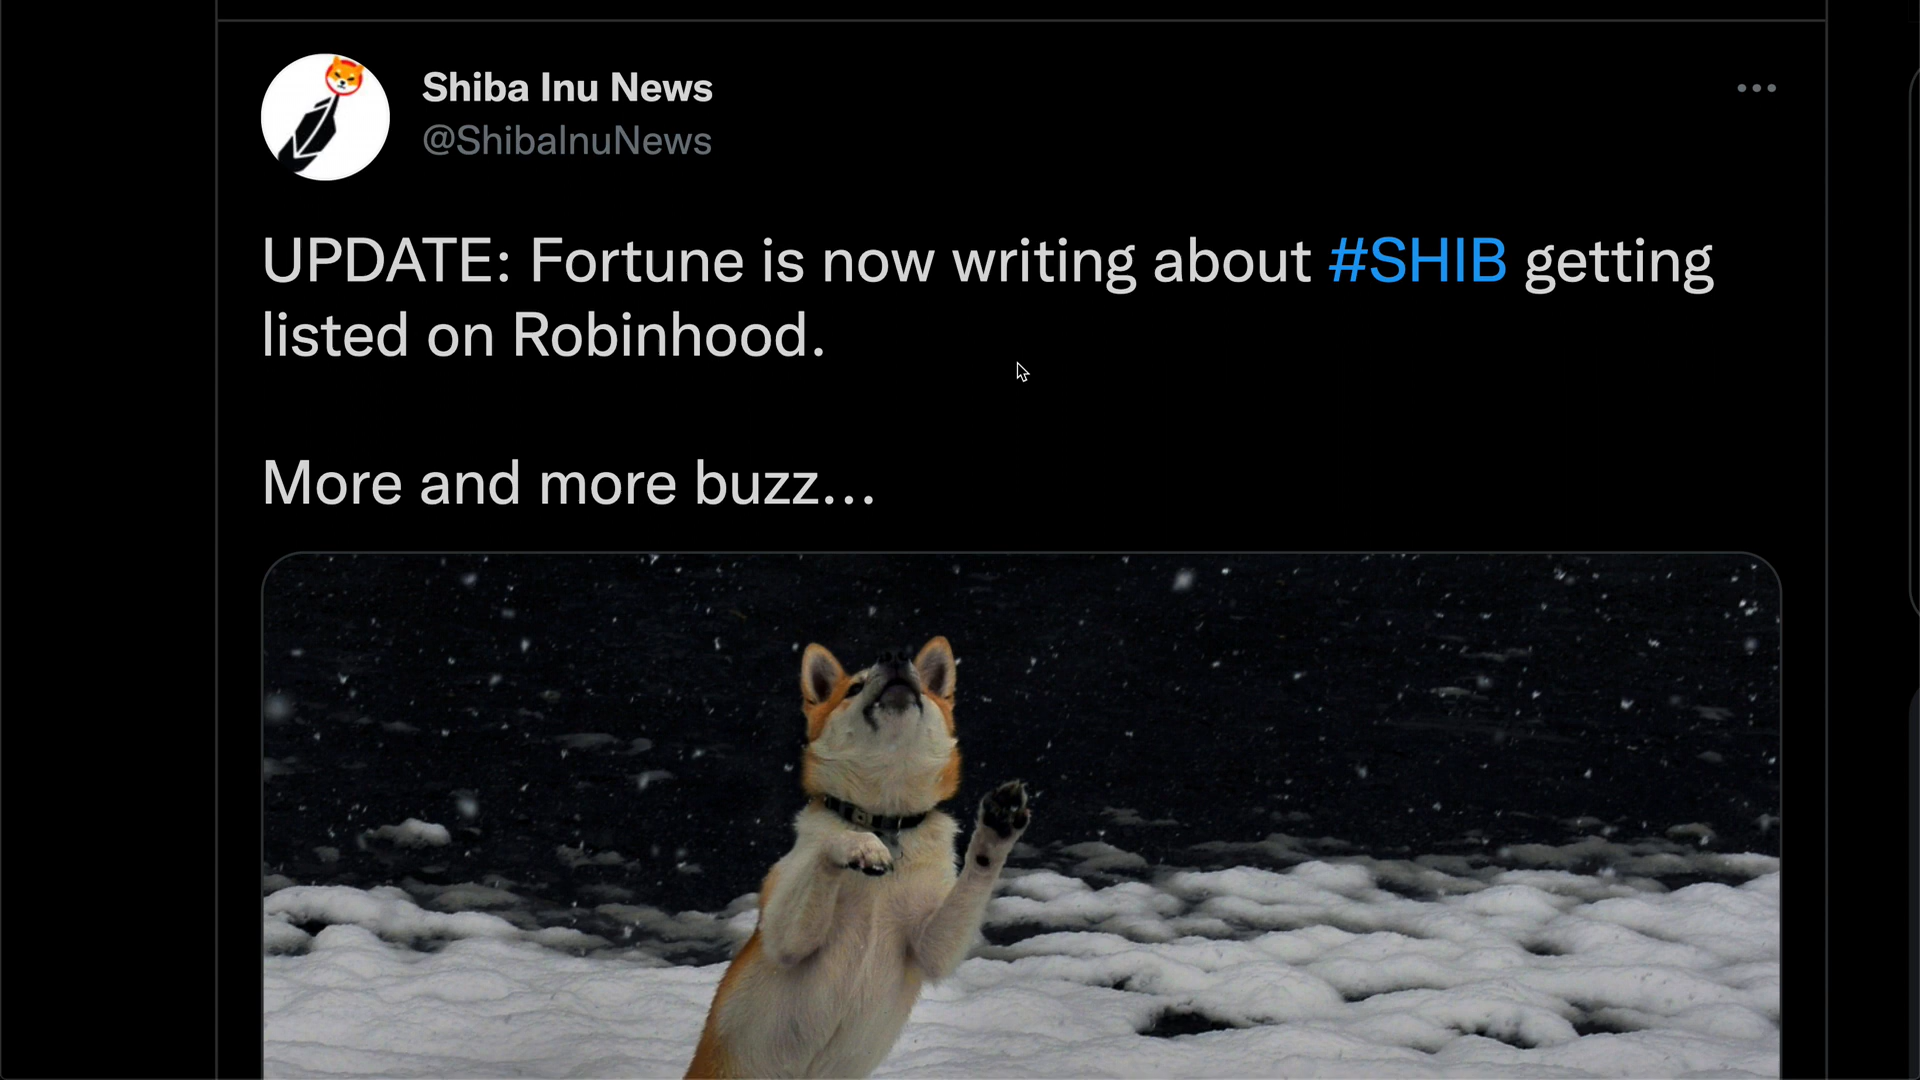 Shiba Inu News
@ShibaInuNews
UPDATE: Fortune is now writing about #SHIB getting
listed on Robinhood.
More and more buzz...